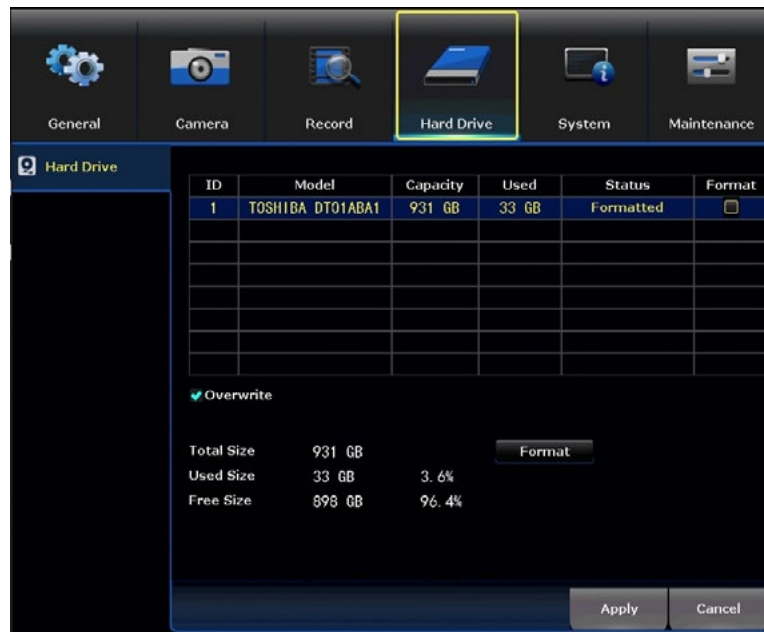 General Camera Record Hard Drive System Maintenance
Hard Drive
ID Model Capacity Used Status Format
1 TOSHIBA DT01ABA1 931 GB 33 GB Formatted
Overwrite
Total Size 931 GB Format
Used Size 33 GB 3.6%
Free Size 898 GB 96.4%
Apply Cancel